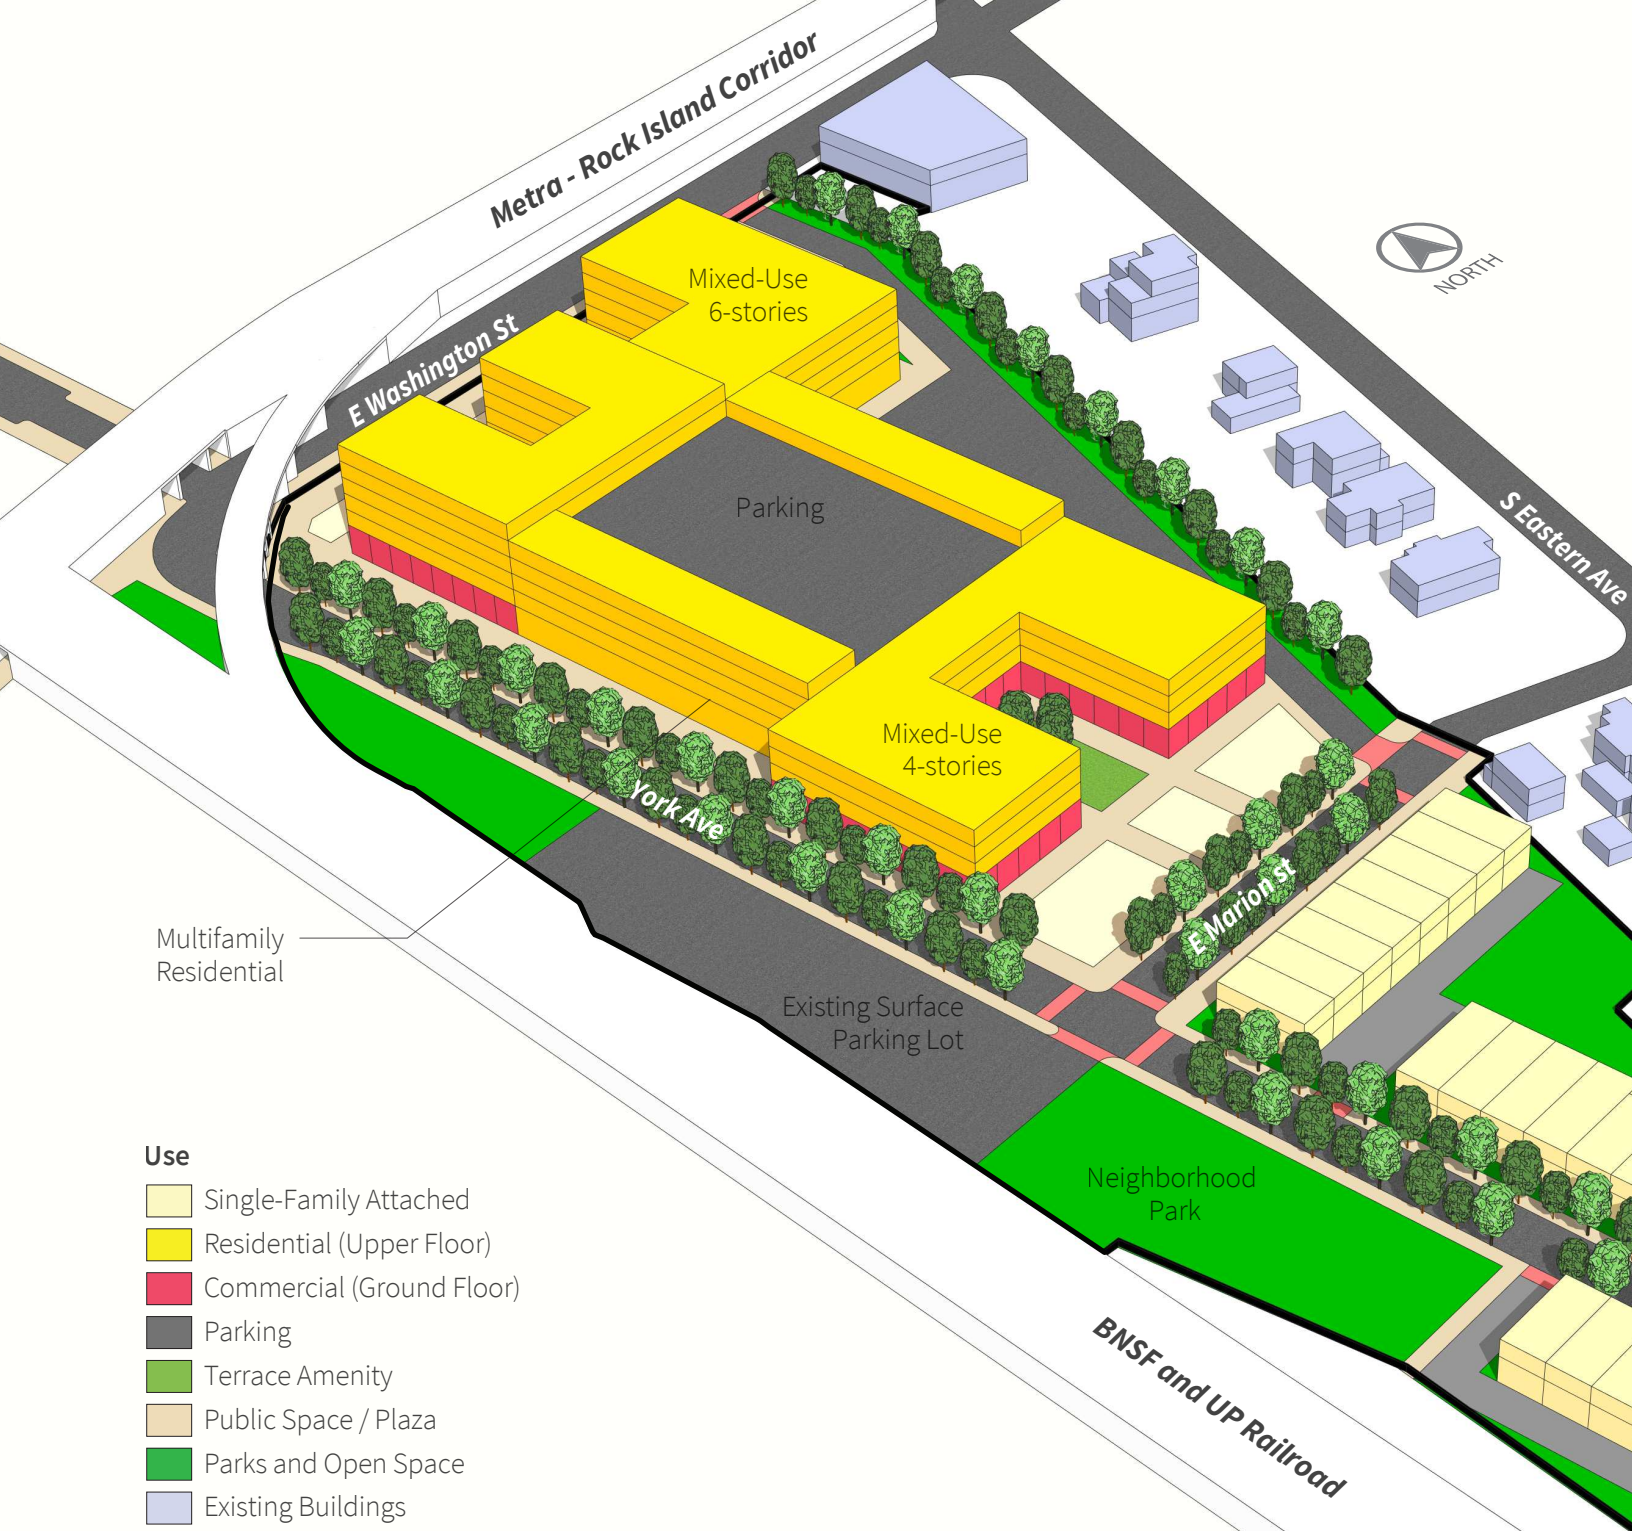 Metra - Rock Island Corridor
NORTH
Mixed-Use
6-stories
E Washington St
Parking
S Eastern Ave
Mixed-Use
4-stories
York Ave
E Marion st
Multifamily
Residential
Existing Surface
Parking Lot
Neighborhood
Park
BNSF and UP Railroad
Use
Single-Family Attached
Residential (Upper Floor)
Commercial (Ground Floor)
Parking
Terrace Amenity
Public Space / Plaza
Parks and Open Space
Existing Buildings